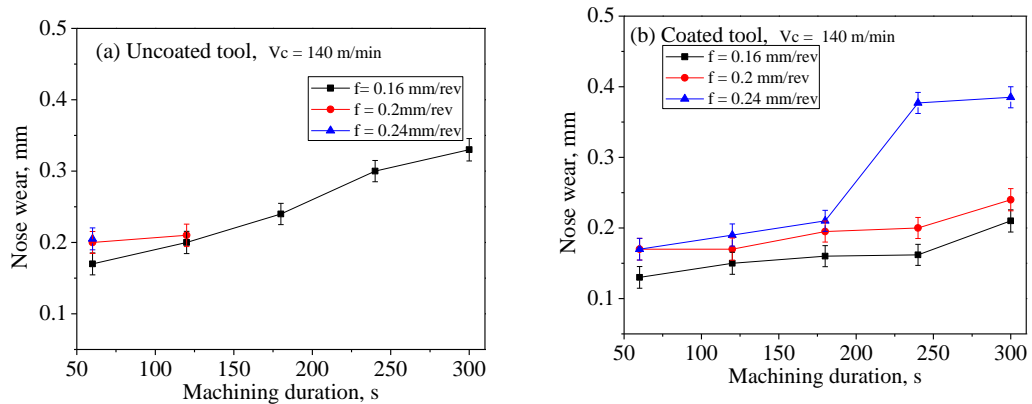 (a) Uncoated tool, Vc = 140 m/min
f= 0.16 mm/rev
f = 0.2mm/rev
f = 0.24mm/rev
Nose wear, mm
0.5
0.4
0.3
0.2
0.1
50 100 150 200 250 300
Machining duration, s
(b) Coated tool, Vc = 140 m/min
f = 0.16 mm/rev
f = 0.2 mm/rev
f = 0.24 mm/rev
Nose wear, mm
0.5
0.4
0.3
0.2
0.1
50 100 150 200 250 300
Machining duration, s